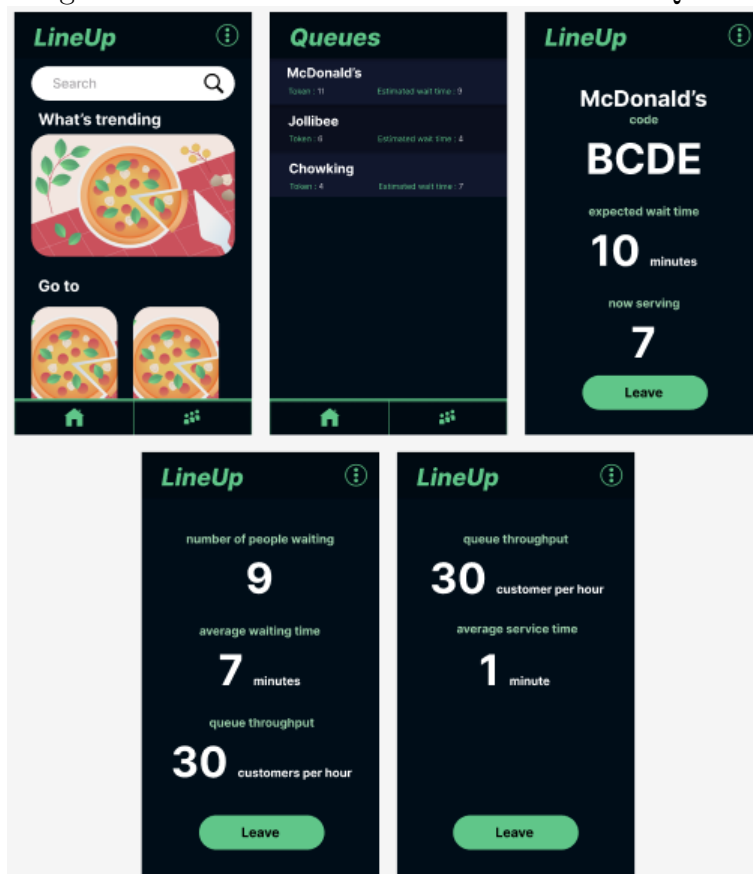 LineUp
Search
What's trending
Go to
Queues
McDonald's
Token : 11 Estimated wait time : 9
Jollibee
Token : 6 Estimated wait time : 4
Chowking
Token : 4 Estimated wait time : 7
LineUp
McDonald's
code
BCDE
expected wait time
10 minutes
now serving
7
Leave
LineUp
number of people waiting
9
average waiting time
7 minutes
queue throughput
30 customers per hour
Leave
LineUp
queue throughput
30 customer per hour
average service time
1 minute
Leave